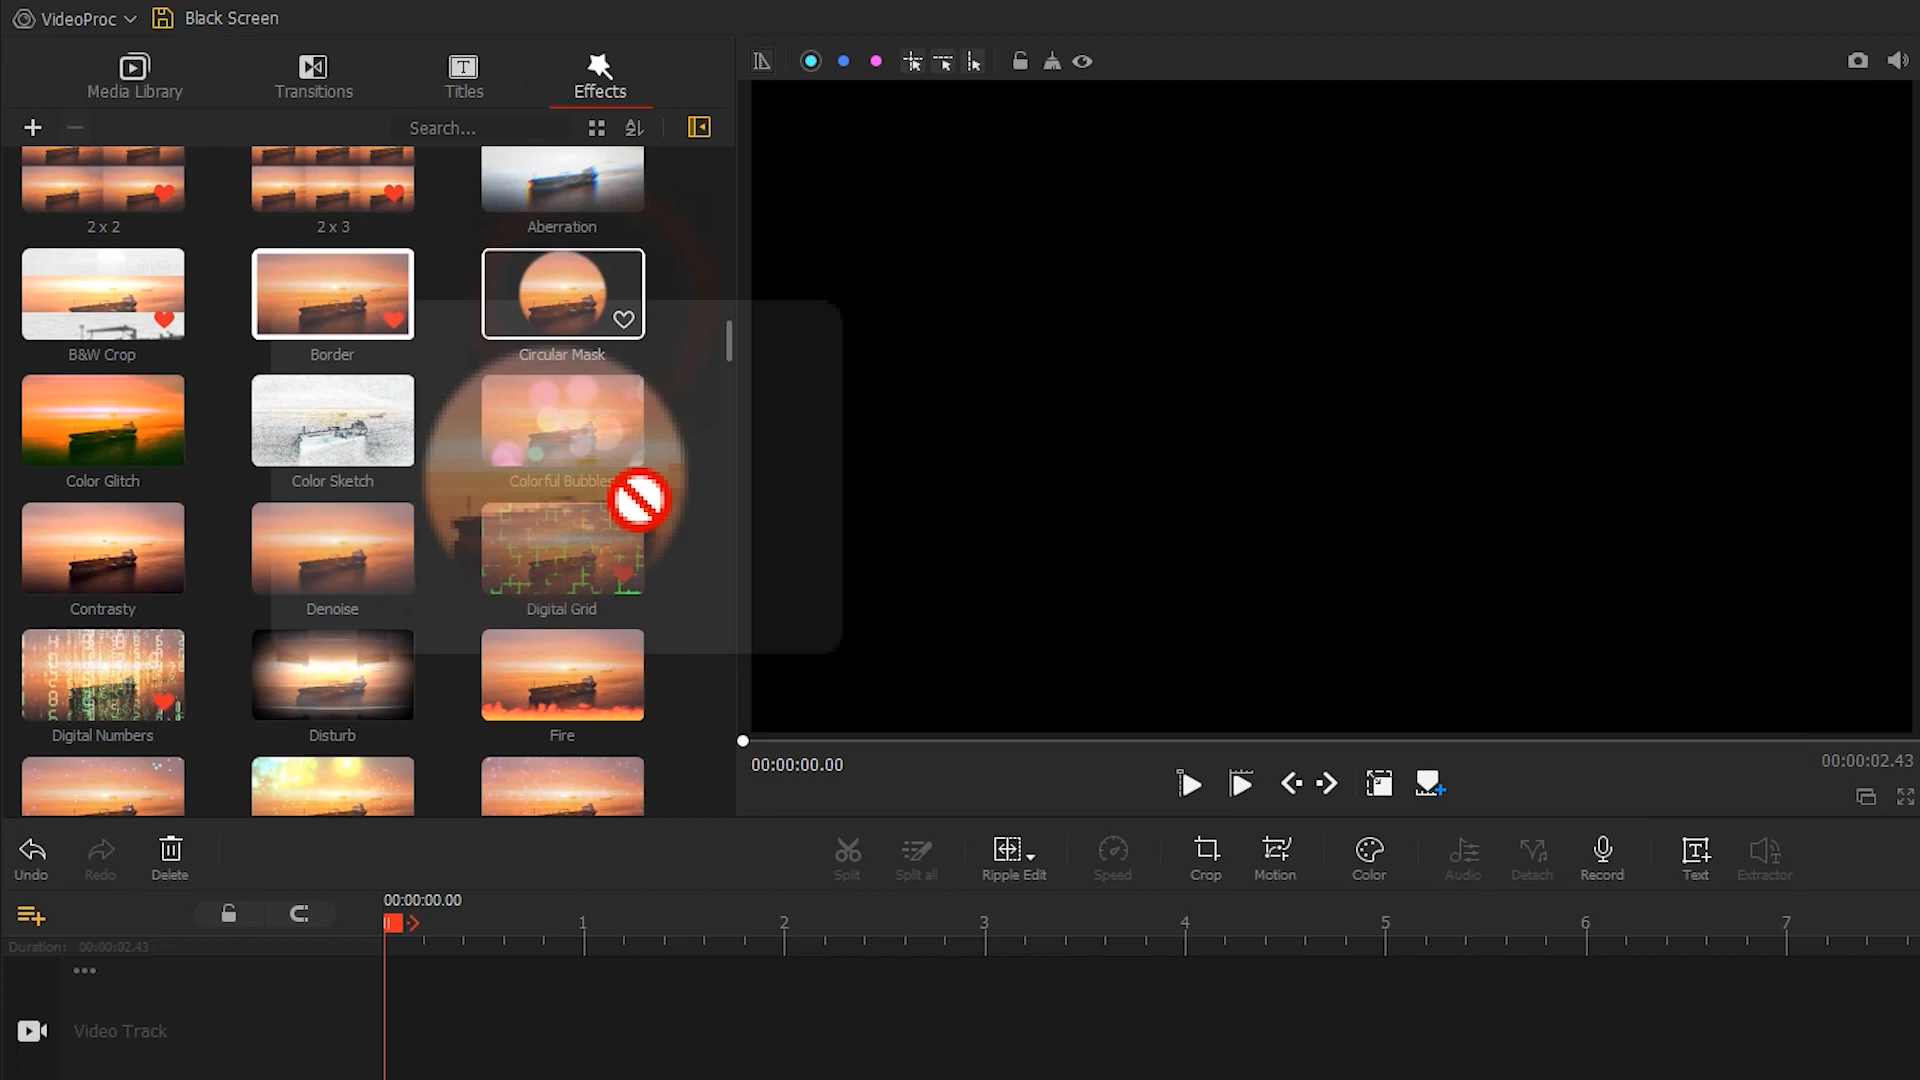 VideoProc Black Screen
Media Library Transitions Titles Effects
Search...
2 x 2 2 x 3 Aberration
B&W Crop Border Circular Mask
Color Glitch Color Sketch Colorful Bubbles
Contrasty Denoise Digital Grid
Digital Numbers Disturb Fire
00:00:00.00
00:00:02.43
Undo Redo Delete Split Split all Ripple Edit Speed Crop Motion Color Audio Detach Record Text Extractor
00:00:00.00
1 2 3 4 5 6 7
Duration: 00:00:02.43
Video Track